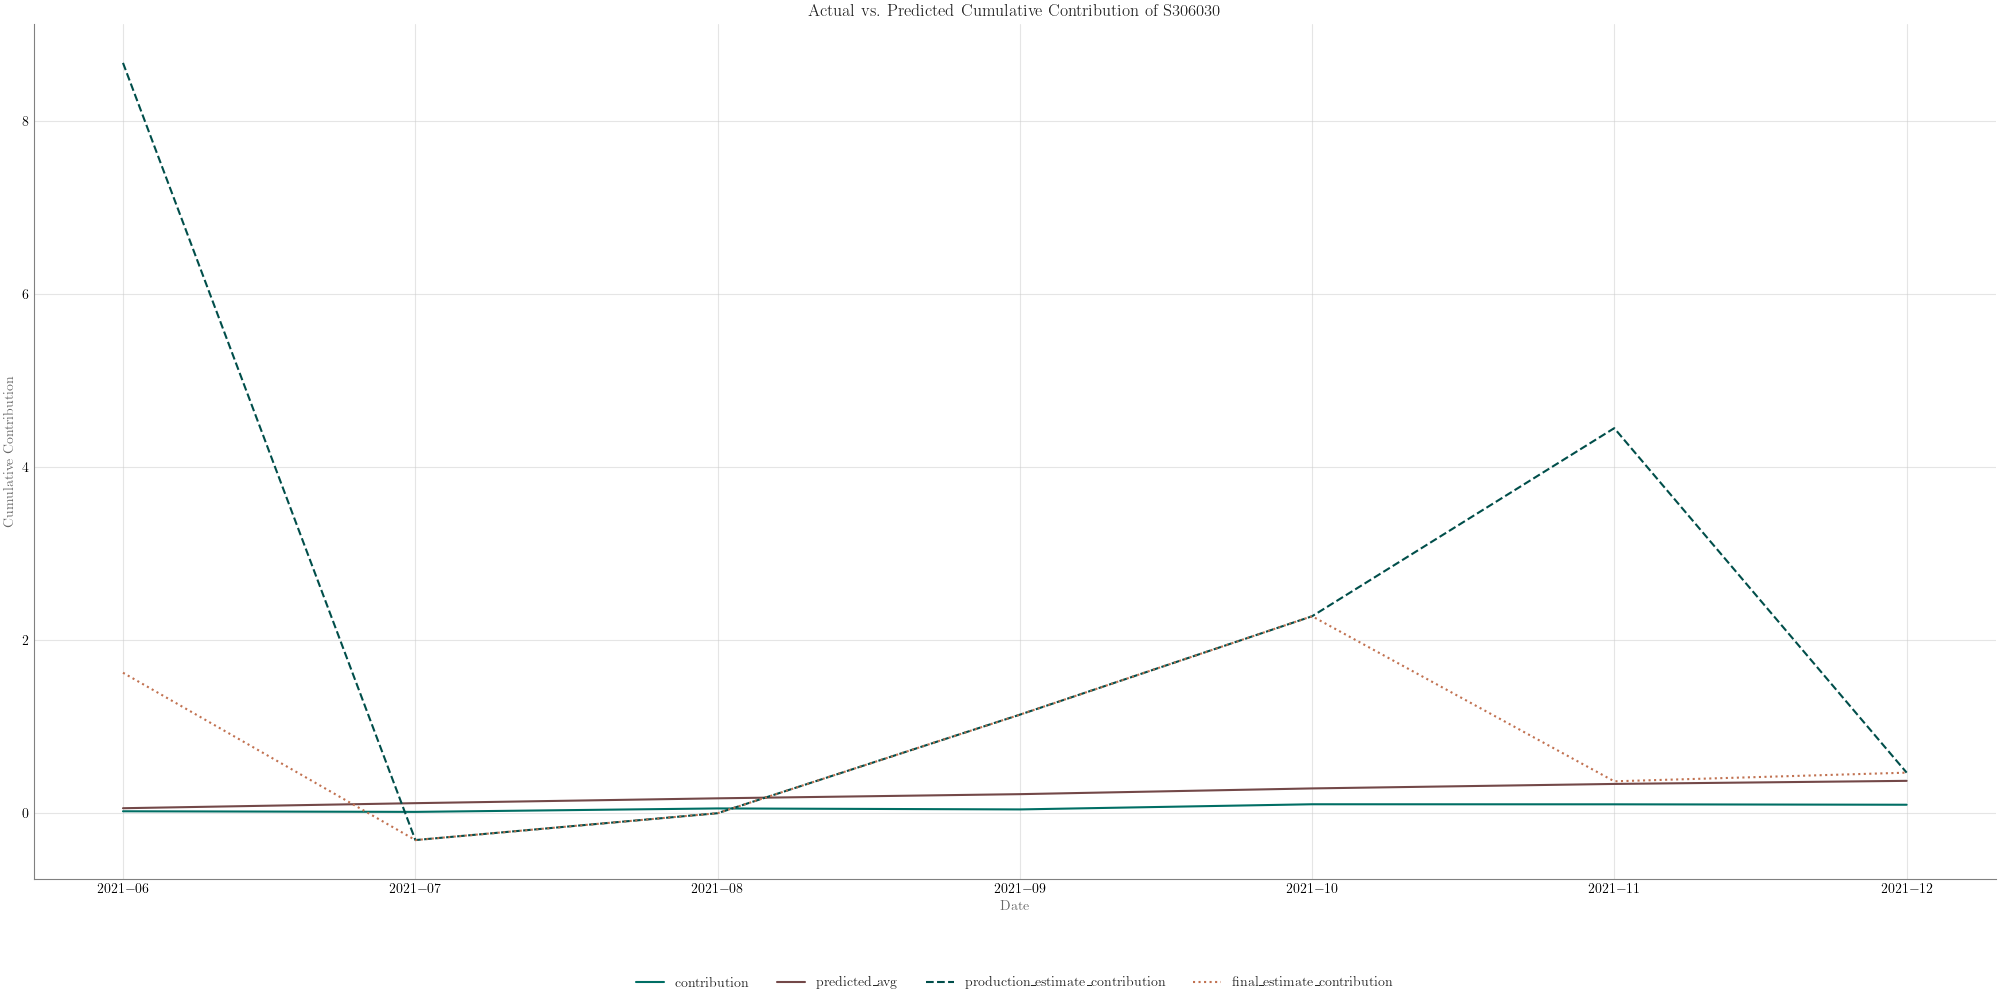 Actual vs. Predicted Cumulative Contribution of S306030
Cumulative Contribution
8
6
4
2
0
2021−06 2021−07 2021−08 2021−09 2021−10 2021−11 2021−12
Date
contribution predicted_avg production_estimate_contribution final_estimate_contribution